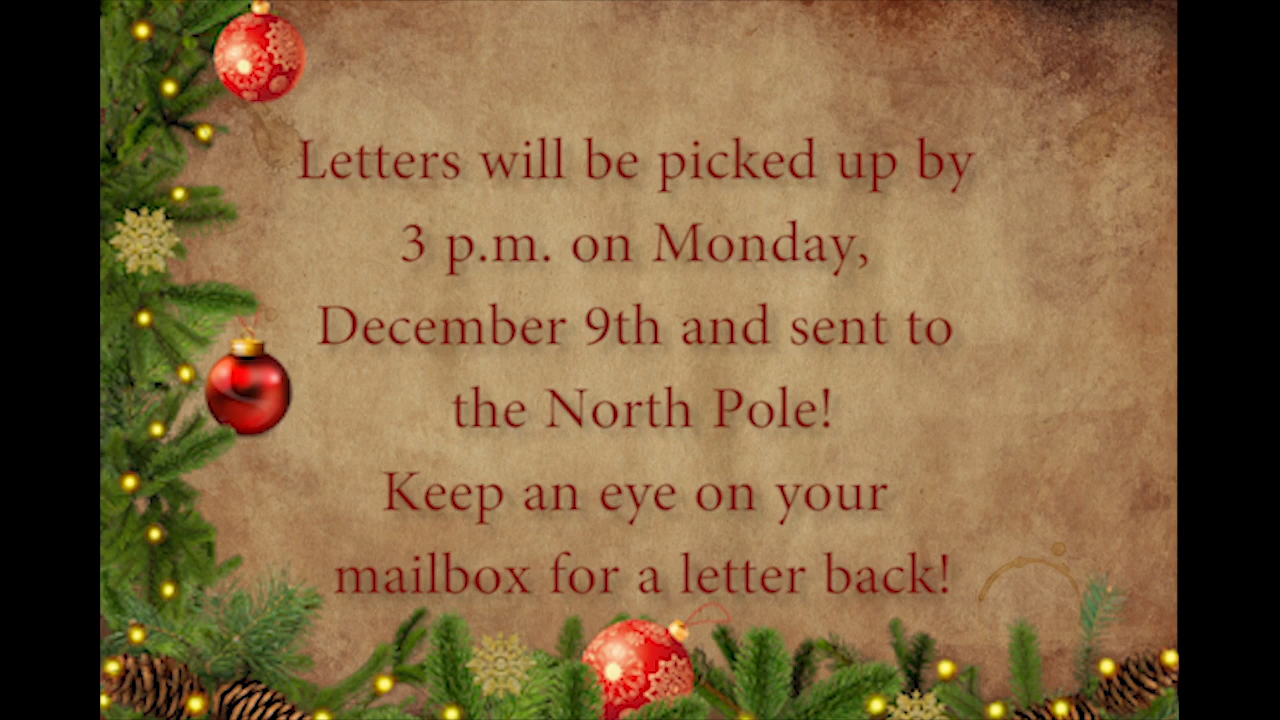 Letters will be picked up by
3 p.m. on Monday,
December 9th and sent to
the North Pole!
Keep an eye on your
mailbox for a letter back!